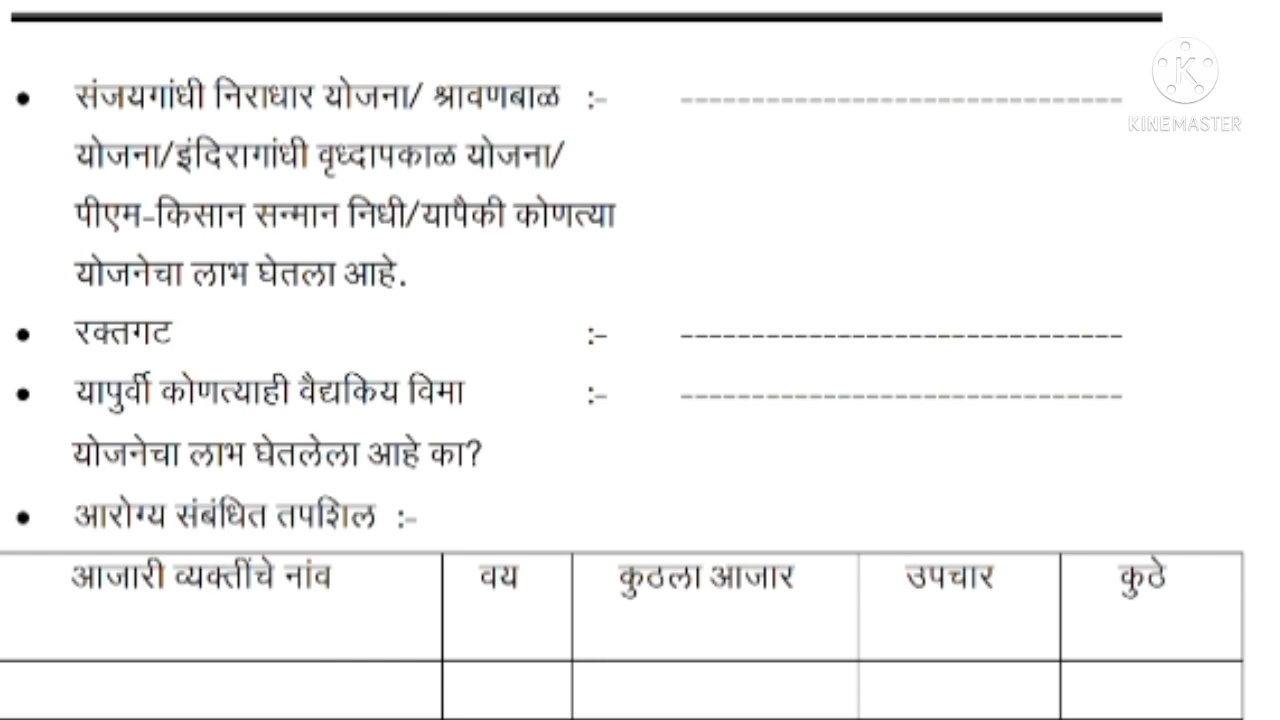 • संजयगांधी निराधार योजना/ श्रावणबाळ :- -------------------------------
योजना/इंदिरागांधी वृध्दापकाळ योजना/
पीएम-किसान सन्मान निधी/यापैकी कोणत्या
योजनेचा लाभ घेतला आहे.
• रक्तगट :- -------------------------------
• यापुर्वी कोणत्याही वैद्यकिय विमा :- -------------------------------
योजनेचा लाभ घेतलेला आहे का?
• आरोग्य संबंधित तपशिल :-
आजारी व्यक्तींचे नांव वय कुठला आजार उपचार कुठे
K
KINEMASTER